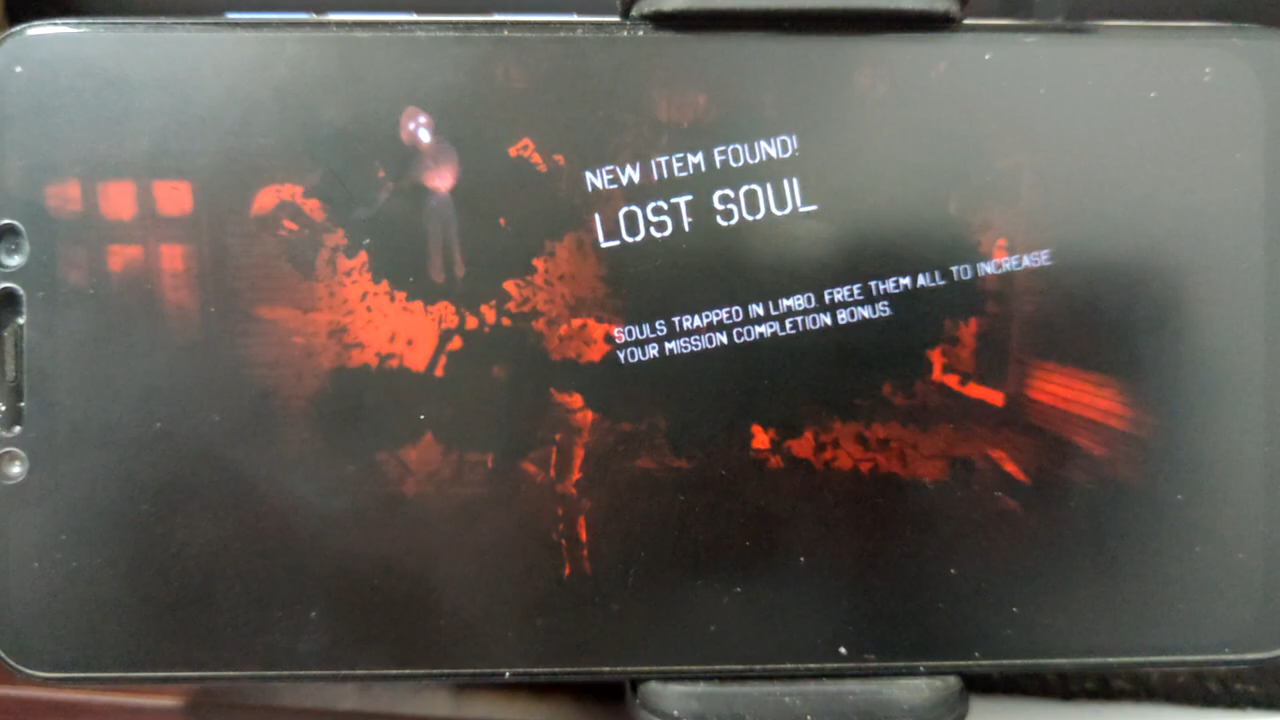 NEW ITEM FOUND!
LOST SOUL
SOULS TRAPPED IN LIMBO. FREE THEM ALL TO INCREASE
YOUR MISSION COMPLETION BONUS.